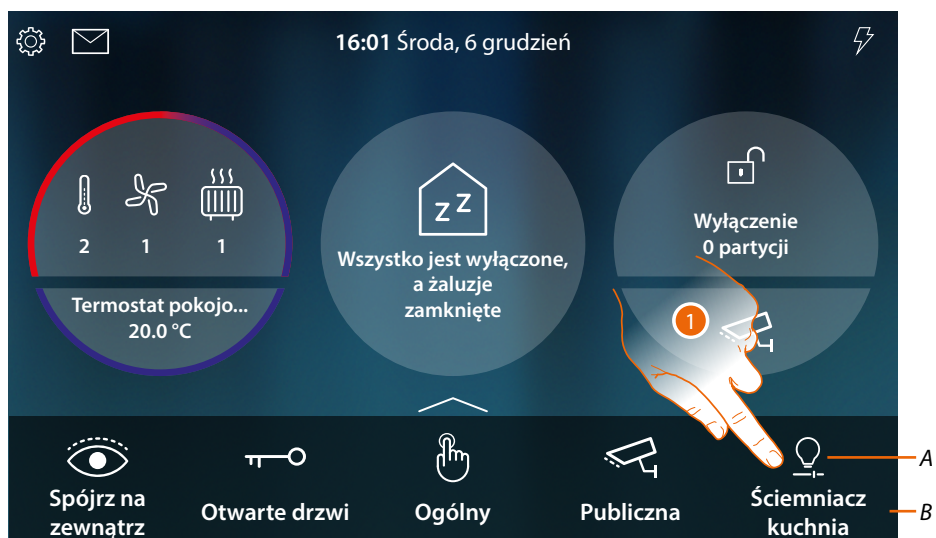 16:01 Środa, 6 grudzień
2 1 1
Termostat pokojo...
20.0 °C
z Z
Wszystko jest wyłączone,
a żaluzje
zamknięte
Wyłączenie
0 partycji
1
A
Spójrz na
zewnątrz
Otwarte drzwi
Ogólny
Publiczna
Ściemniacz
kuchnia
B